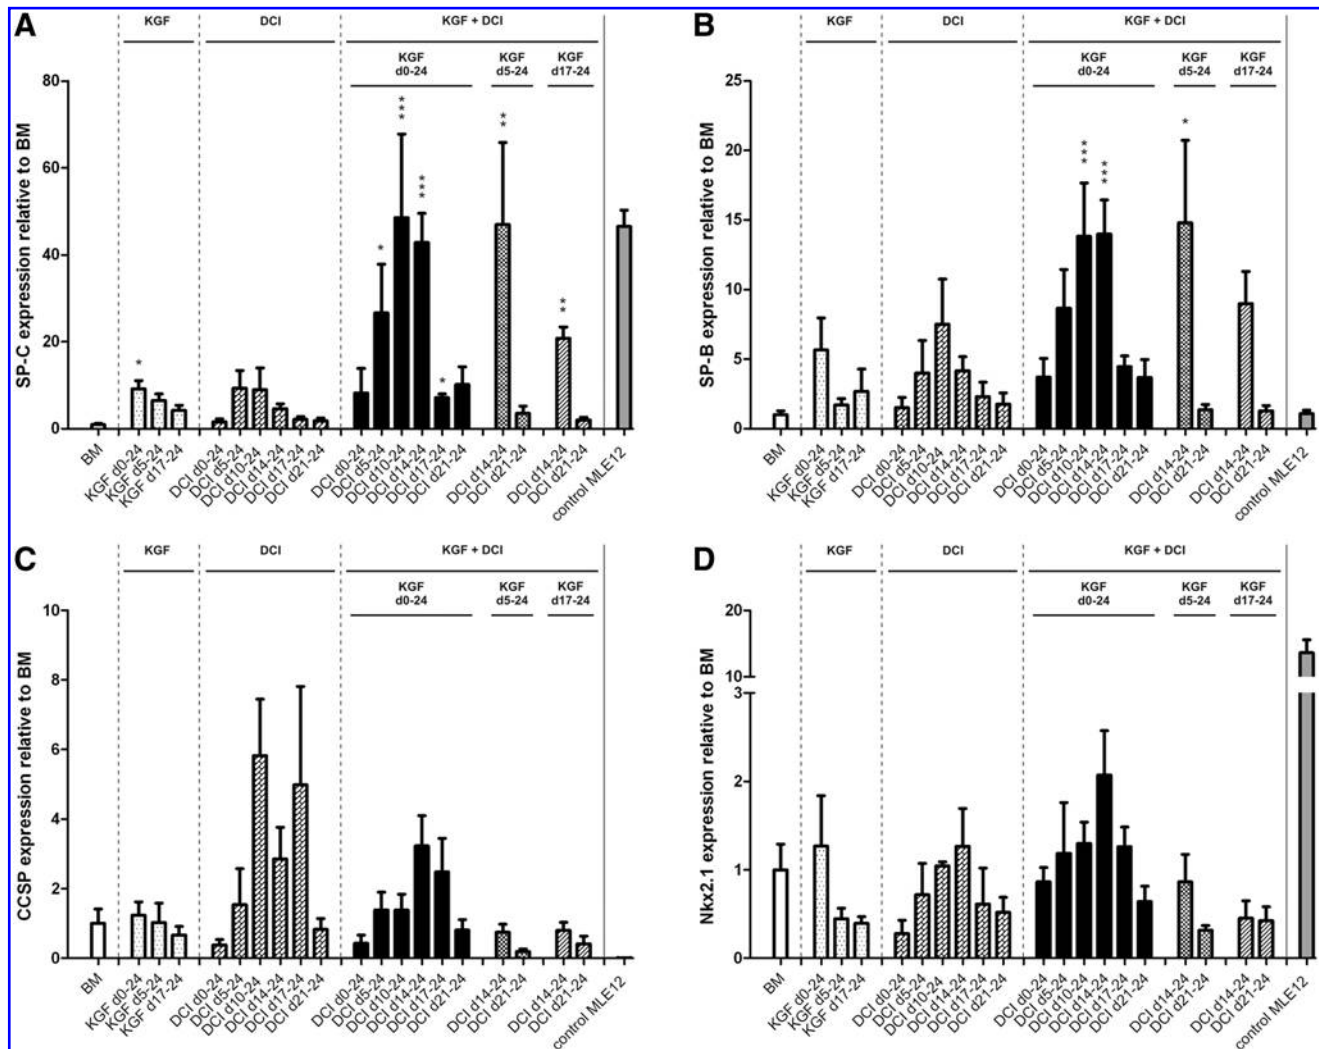 A
KGF
DCI
KGF + DCI
KGF
d0-24
KGF
d5-24
KGF
d17-24
SP-C expression relative to BM
80
60
40
20
0
*
*
***
***
*
**
**
BM
KGF d0-24
KGF d5-24
KGF d17-24
DCI d0-24
DCI d5-24
DCI d10-24
DCI d14-24
DCI d17-24
DCI d21-24
DCI d0-24
DCI d5-24
DCI d10-24
DCI d14-24
DCI d17-24
DCI d21-24
DCI d14-24
DCI d21-24
DCI d14-24
DCI d21-24
control MLE12
B
KGF
DCI
KGF + DCI
KGF
d0-24
KGF
d5-24
KGF
d17-24
SP-B expression relative to BM
25
20
15
10
5
0
***
***
*
BM
KGF d0-24
KGF d5-24
KGF d17-24
DCI d0-24
DCI d5-24
DCI d10-24
DCI d14-24
DCI d17-24
DCI d21-24
DCI d0-24
DCI d5-24
DCI d10-24
DCI d14-24
DCI d17-24
DCI d21-24
DCI d14-24
DCI d21-24
DCI d14-24
DCI d21-24
control MLE12
C
KGF
DCI
KGF + DCI
KGF
d0-24
KGF
d5-24
KGF
d17-24
CCSP expression relative to BM
10
8
6
4
2
0
BM
KGF d0-24
KGF d5-24
KGF d17-24
DCI d0-24
DCI d5-24
DCI d10-24
DCI d14-24
DCI d17-24
DCI d21-24
DCI d0-24
DCI d5-24
DCI d10-24
DCI d14-24
DCI d17-24
DCI d21-24
DCI d14-24
DCI d21-24
DCI d14-24
DCI d21-24
control MLE12
D
KGF
DCI
KGF + DCI
KGF
d0-24
KGF
d5-24
KGF
d17-24
Nkx2.1 expression relative to BM
20
10
3
2
1
0
BM
KGF d0-24
KGF d5-24
KGF d17-24
DCI d0-24
DCI d5-24
DCI d10-24
DCI d14-24
DCI d17-24
DCI d21-24
DCI d0-24
DCI d5-24
DCI d10-24
DCI d14-24
DCI d17-24
DCI d21-24
DCI d14-24
DCI d21-24
DCI d14-24
DCI d21-24
control MLE12